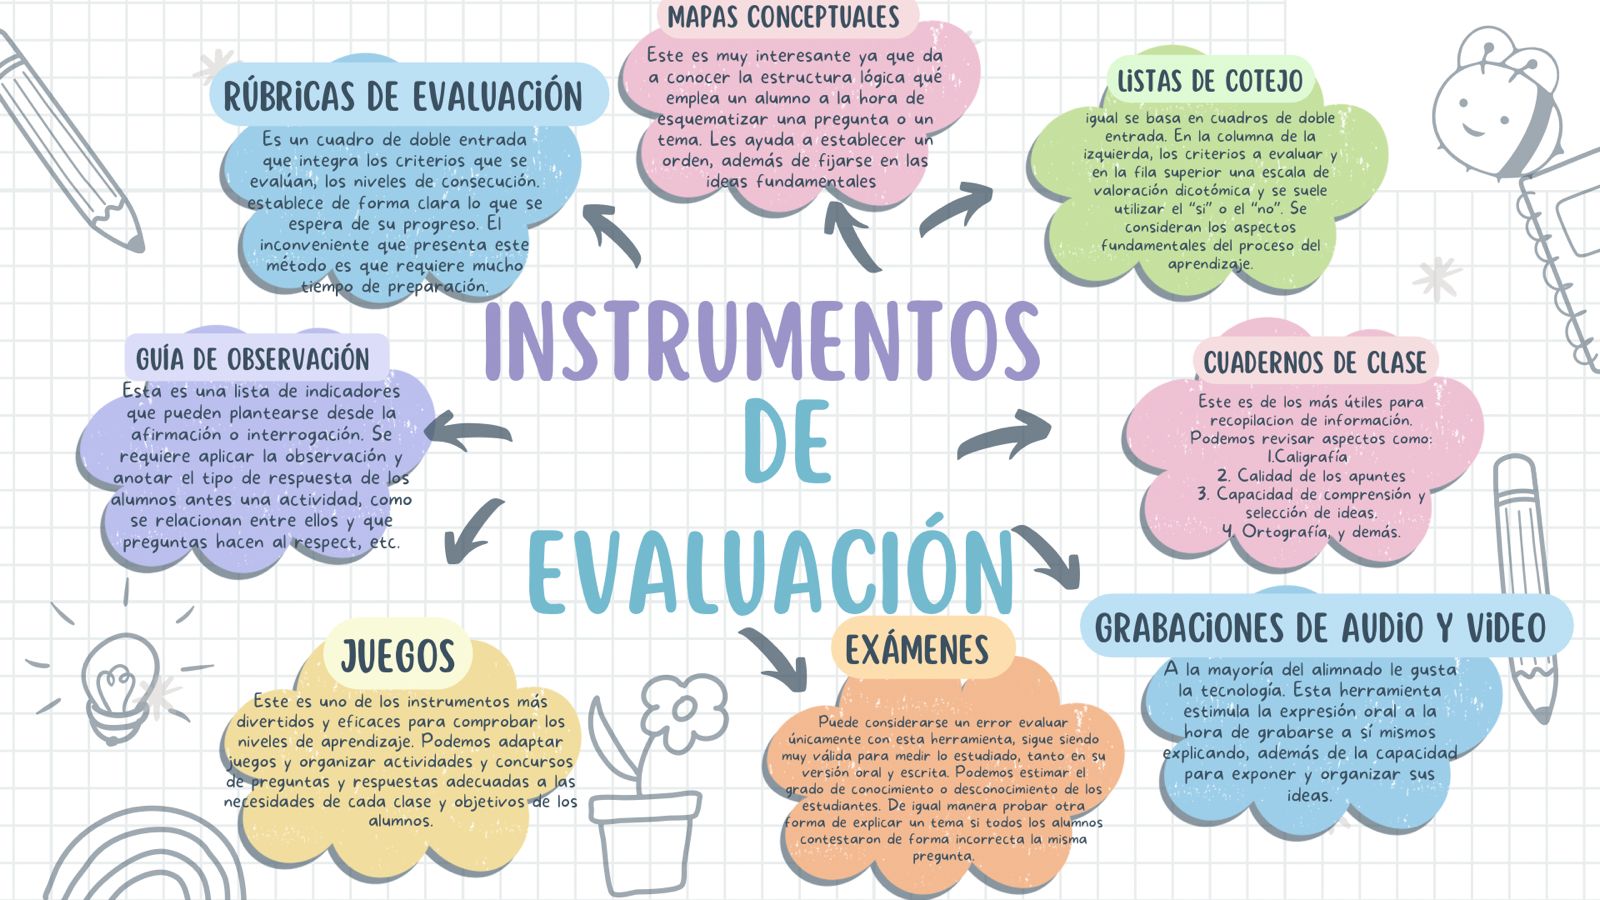 MAPAS CONCEPTUALES
Este es muy interesante ya que da
a conocer la estructura lógica qué
emplea un alumno a la hora de
esquematizar una pregunta o un
tema. Les ayuda a establecer un
orden, además de fijarse en las
ideas fundamentales
RÚBRICAS DE EVALUACIÓN
Es un cuadro de doble entrada
que integra los criterios que se
evalúan, los niveles de consecución.
establece de forma clara lo que se
espera de su progreso. El
inconveniente que presenta este
método es que requiere mucho
tiempo de preparación.
LISTAS DE COTEJO
igual se basa en cuadros de doble
entrada. En la columna de la
izquierda, los criterios a evaluar y
en la fila superior una escala de
valoración dicotómica y se suele
utilizar el “si” o el “no”. Se
consideran los aspectos
fundamentales del proceso del
aprendizaje.
INSTRUMENTOS
DE
EVALUACIÓN
GUÍA DE OBSERVACIÓN
Esta es una lista de indicadores
que pueden plantearse desde la
afirmación o interrogación. Se
requiere aplicar la observación y
anotar el tipo de respuesta de los
alumnos antes una actividad, como
se relacionan entre ellos y que
preguntas hacen al respect, etc.
CUADERNOS DE CLASE
Este es de los más útiles para
recopilacion de información.
Podemos revisar aspectos como:
1.Caligrafía
2. Calidad de los apuntes
3. Capacidad de comprensión y
selección de ideas.
4. Ortografía, y demás.
JUEGOS
Este es uno de los instrumentos más
divertidos y eficaces para comprobar los
niveles de aprendizaje. Podemos adaptar
juegos y organizar actividades y concursos
de preguntas y respuestas adecuadas a las
necesidades de cada clase y objetivos de los
alumnos.
EXÁMENES
Puede considerarse un error evaluar
únicamente con esta herramienta, sigue siendo
muy válida para medir lo estudiado, tanto en su
versión oral y escrita. Podemos estimar el
grado de conocimiento o desconocimiento de los
estudiantes. De igual manera probar otra
forma de explicar un tema si todos los alumnos
contestaron de forma incorrecta la misma
pregunta.
GRABACIONES DE AUDIO Y VIDEO
A la mayoría del alimnado le gusta
la tecnología. Esta herramienta
estimula la expresión oral a la
hora de grabarse a sí mismos
explicando, además de la capacidad
para exponer y organizar sus
ideas.